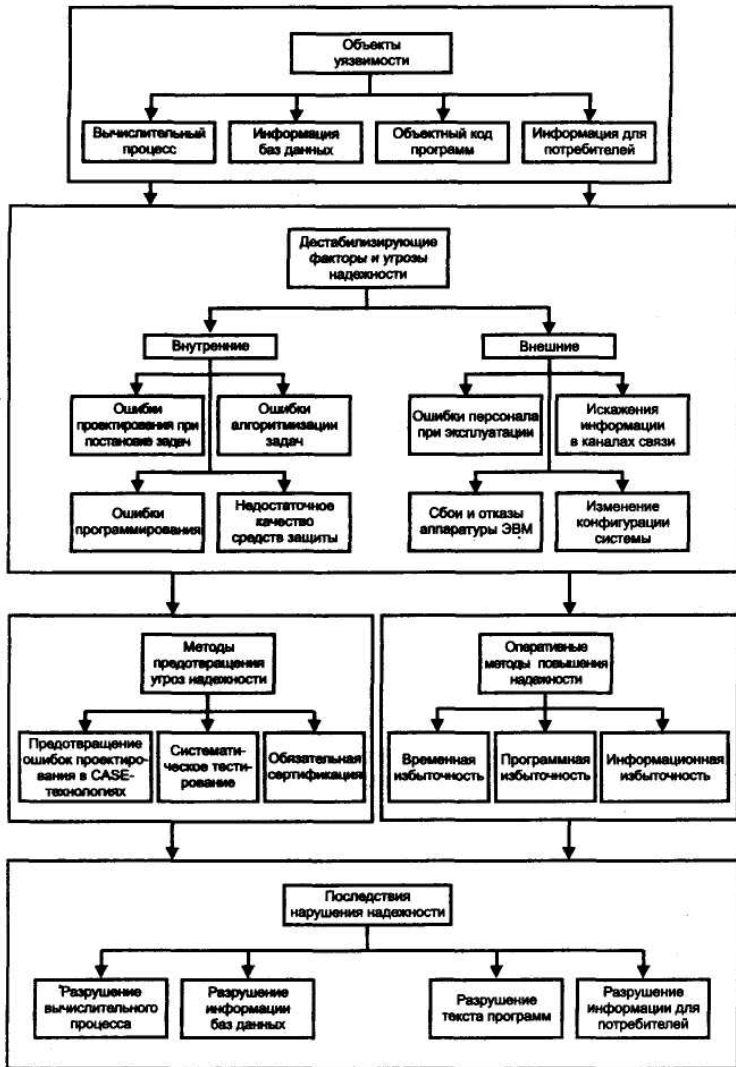 Объекты
уязвимости
Вычислительный
процесс
Информация
баз данных
Объектный код
программ
Информация для
потребителей
Дестабилизирующие
факторы и угрозы
надежности
Внутренние
Внешние
Ошибки
проектирования при
постановке задач
Ошибки
алгоритмизации
задач
Ошибки персонала
при эксплуатации
Искажения
информации
в каналах связи
Ошибки
программирования
Недостаточное
качество
средств защиты
Сбои и отказы
аппаратуры ЭВМ
Изменение
конфигурации
системы
Методы
предотвращения
угроз надежности
Оперативные
методы повышения
надежности
Предотвращение
ошибок проектиро-
вания в CASE-
технологиях
Системати-
ческое тести-
рование
Обязательная
сертификация
Временная
избыточность
Программная
избыточность
Информационная
избыточность
Последствия
нарушения надежности
Разрушение
вычислительного
процесса
Разрушение
информации
баз данных
Разрушение
текста программ
Разрушение
информации для
потребителей